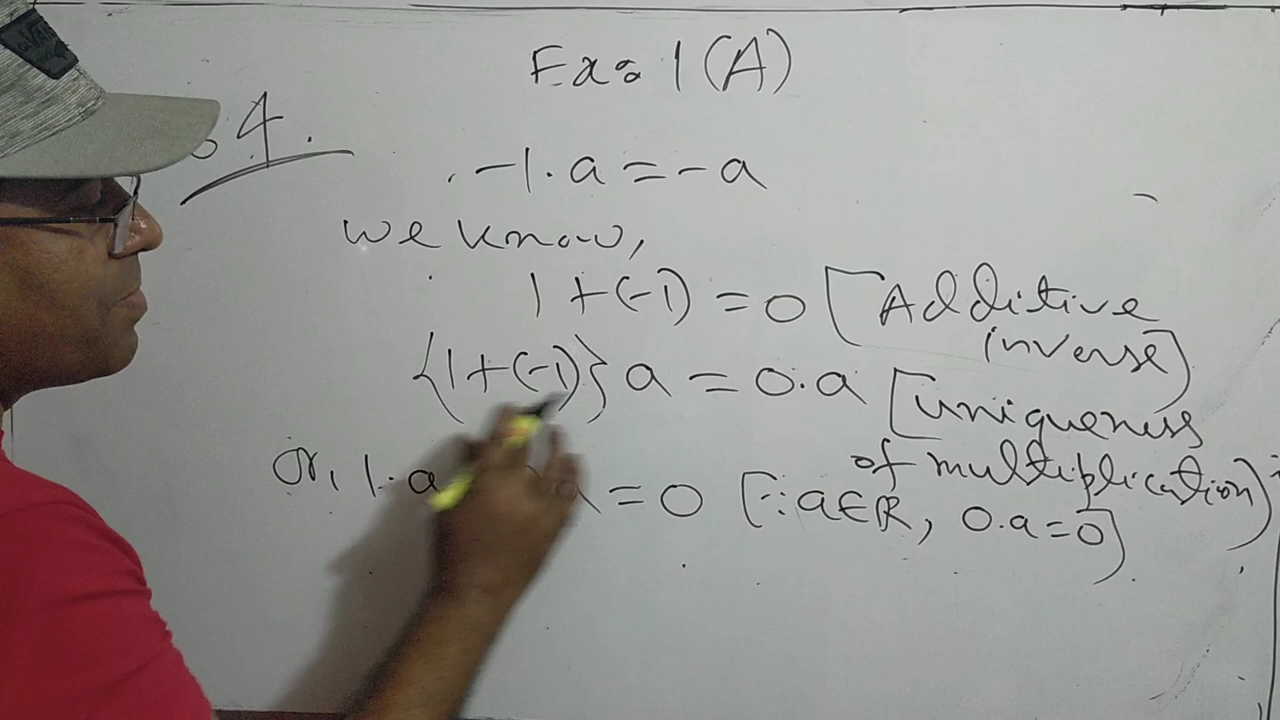 Ex: 1 (A)
4.
-1.a = -a
we know,
1 + (-1) = 0 [Additive
inverse]
{1 + (-1)} a = 0.a [uniqueness
of multiplication]
Or, 1.a a = 0 [∵ a∈ℝ, 0.a = 0]